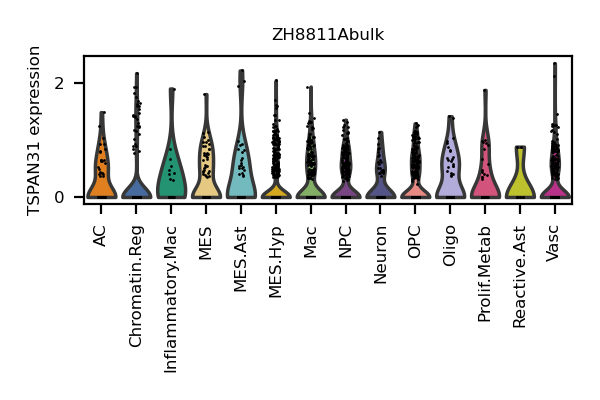 ZH8811Abulk
TSPAN31 expression
2
0
AC
Chromatin.Reg
Inflammatory.Mac
MES
MES.Ast
MES.Hyp
Mac
NPC
Neuron
OPC
Oligo
Prolif.Metab
Reactive.Ast
Vasc